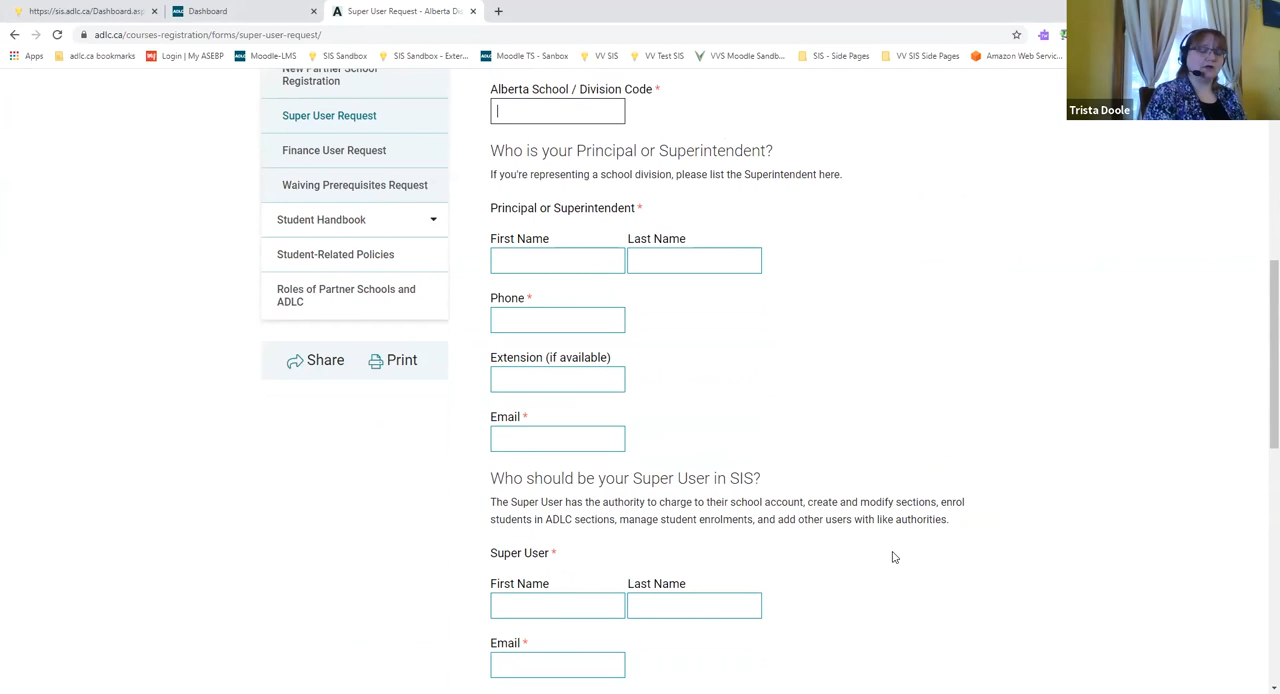 https://sis.adlc.ca/Dashboard.asp
Dashboard
Super User Request - Alberta Di
adlc.ca/courses-registration/forms/super-user-request/
Apps
adlc.ca bookmarks
Login | My ASEBP
Moodle-LMS
SIS Sandbox
SIS Sandbox - Exter...
Moodle TS - Sanbox
VV SIS
VV Test SIS
VVS Moodle Sandb...
SIS - Side Pages
VV SIS Side Pages
Amazon Web Servic...
Trista Doole
New Partner School
Registration
Super User Request
Finance User Request
Waiving Prerequisites Request
Student Handbook
Student-Related Policies
Roles of Partner Schools and
ADLC
Share
Print
Alberta School / Division Code *
Who is your Principal or Superintendent?
If you're representing a school division, please list the Superintendent here.
Principal or Superintendent *
First Name Last Name
Phone *
Extension (if available)
Email *
Who should be your Super User in SIS?
The Super User has the authority to charge to their school account, create and modify sections, enrol
students in ADLC sections, manage student enrolments, and add other users with like authorities.
Super User *
First Name Last Name
Email *